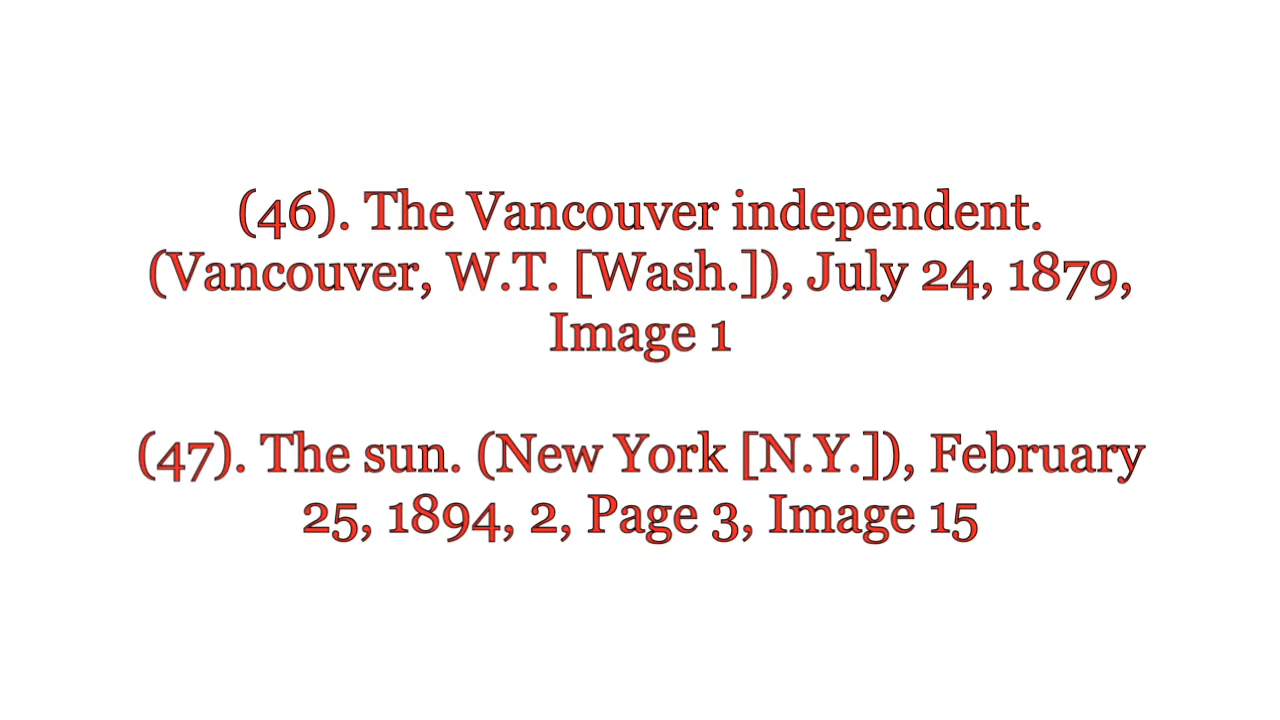 (46). The Vancouver independent.
(Vancouver, W.T. [Wash.]), July 24, 1879,
Image 1
(47). The sun. (New York [N.Y.]), February
25, 1894, 2, Page 3, Image 15